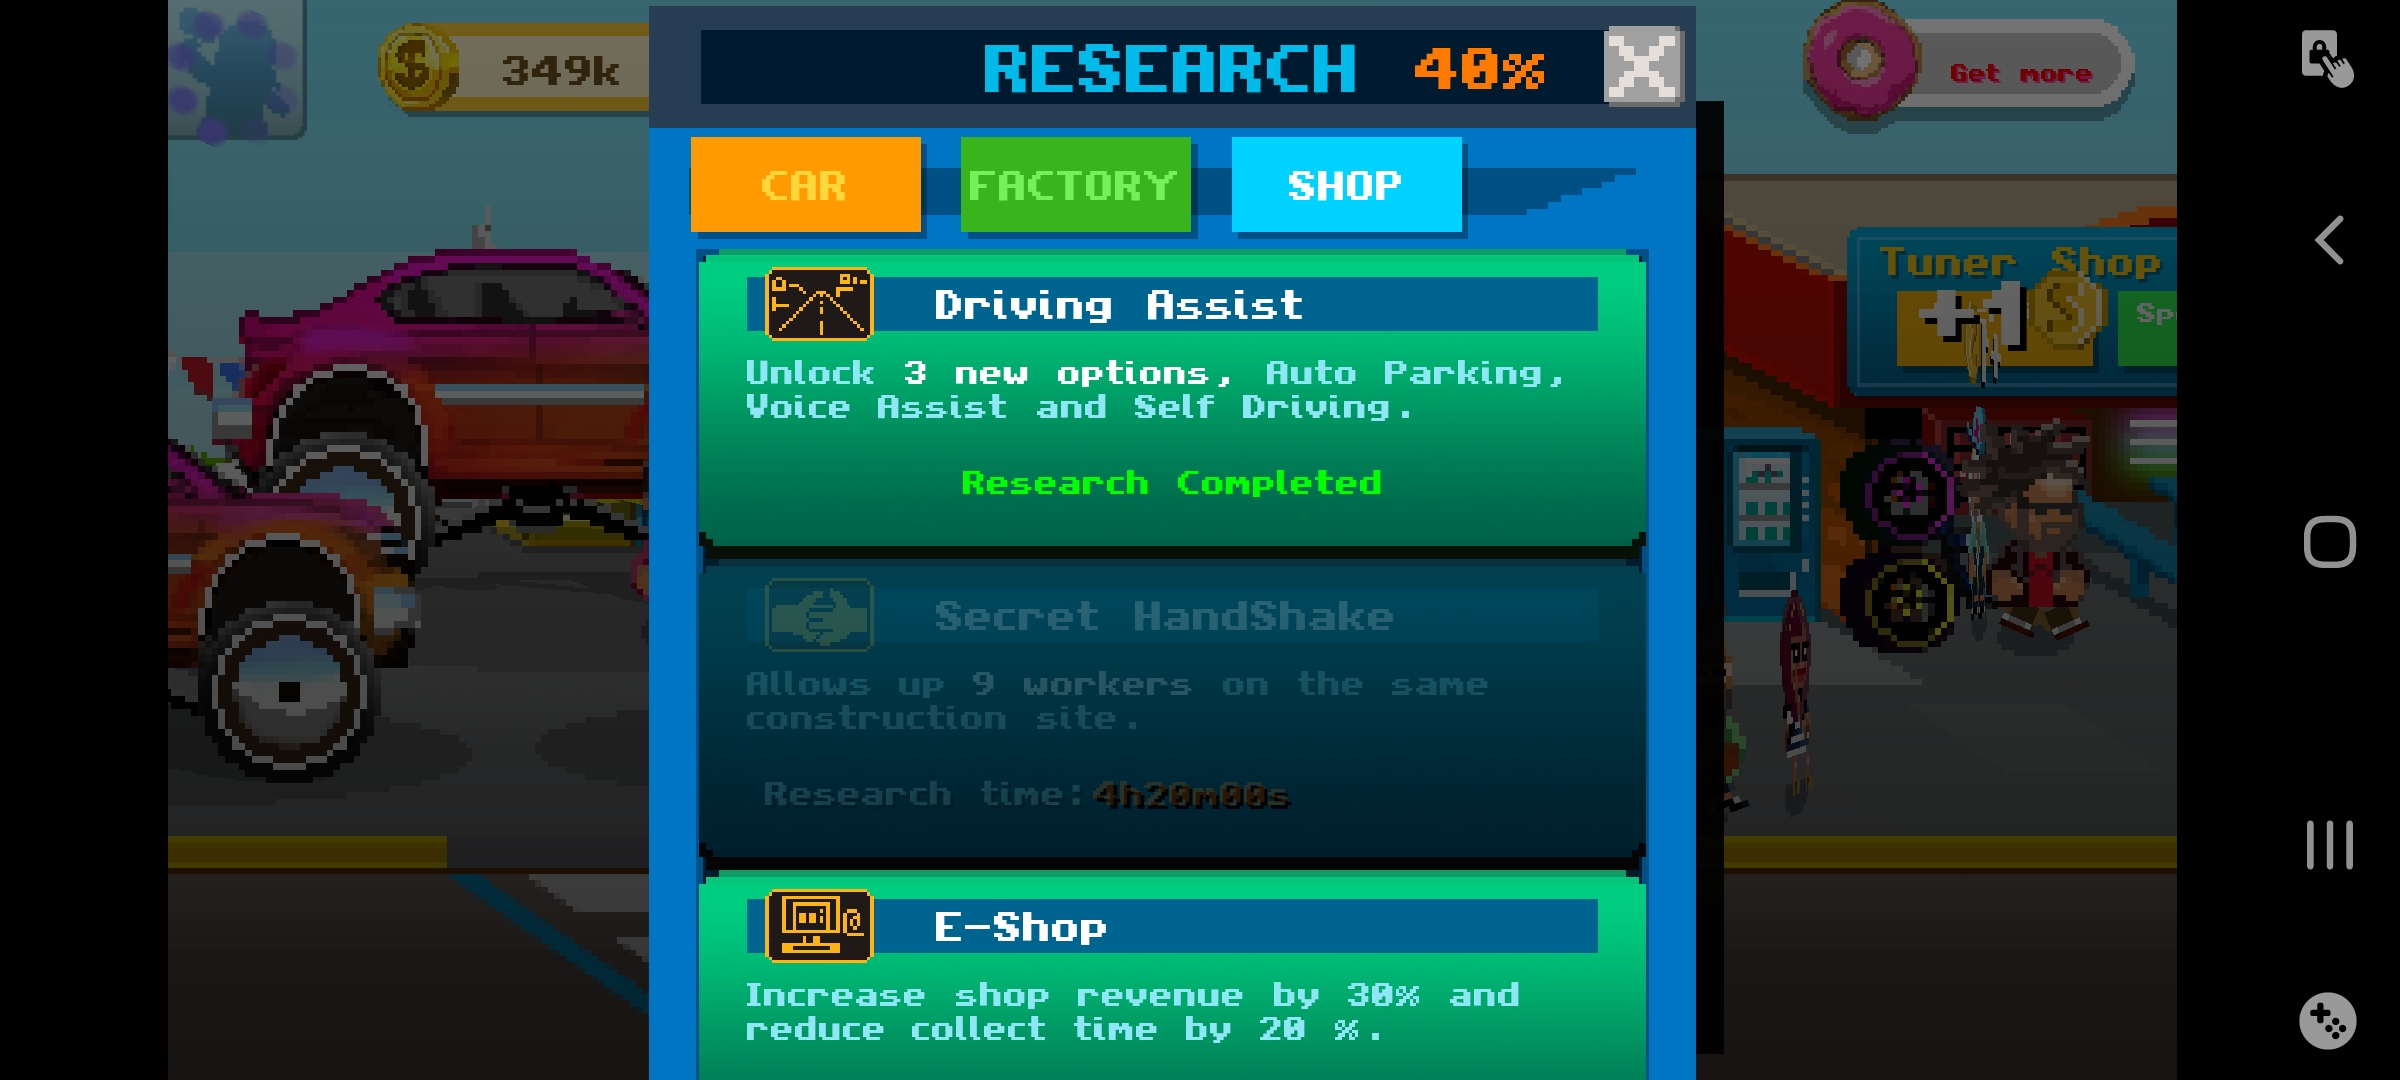 349k
RESEARCH 40%
Get more
CAR FACTORY SHOP
Tuner Shop
+1
Driving Assist
Unlock 3 new options, Auto Parking,
Voice Assist and Self Driving.
Research Completed
Secret HandShake
Allows up 9 workers on the same
construction site.
Research time:4h20m00s
E-Shop
Increase shop revenue by 30% and
reduce collect time by 20 %.